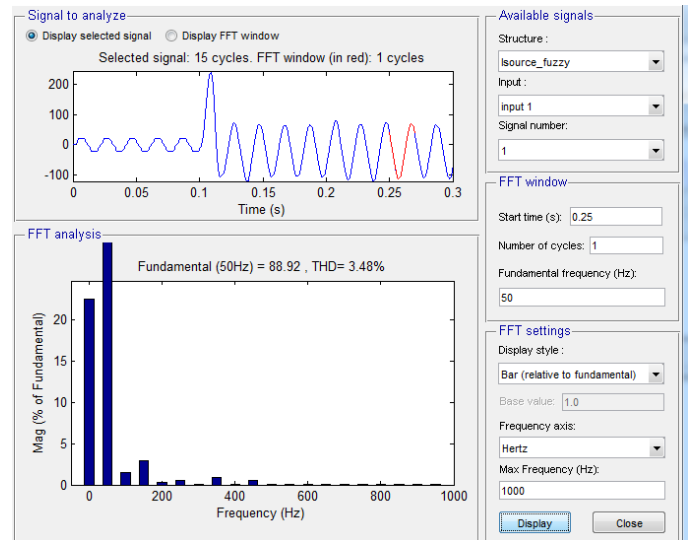 Signal to analyze
Display selected signal Display FFT window
Selected signal: 15 cycles. FFT window (in red): 1 cycles
200
100
0
-100
0 0.05 0.1 0.15 0.2 0.25 0.3
Time (s)
FFT analysis
Fundamental (50Hz) = 88.92 , THD= 3.48%
20
15
10
5
0
Mag (% of Fundamental)
0 200 400 600 800 1000
Frequency (Hz)
Available signals
Structure :
Isource_fuzzy
Input :
input 1
Signal number:
1
FFT window
Start time (s): 0.25
Number of cycles: 1
Fundamental frequency (Hz):
50
FFT settings
Display style :
Bar (relative to fundamental)
Base value: 1.0
Frequency axis:
Hertz
Max Frequency (Hz):
1000
Display Close